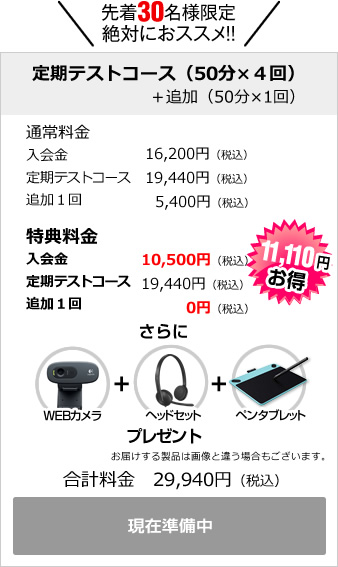 先着30名様限定
絶対におススメ!!
定期テストコース（50分×４回）
＋追加（50分×1回）
通常料金
入会金 16,200円（税込）
定期テストコース 19,440円（税込）
追加１回 5,400円（税込）
特典料金
入会金 10,500円（税込）
定期テストコース 19,440円（税込）
追加１回 0円（税込）
11,110円
お得
さらに
WEBカメラ + ヘッドセット + ペンタブレット
プレゼント
お届けする製品は画像と違う場合もございます。
合計料金 29,940円（税込）
現在準備中